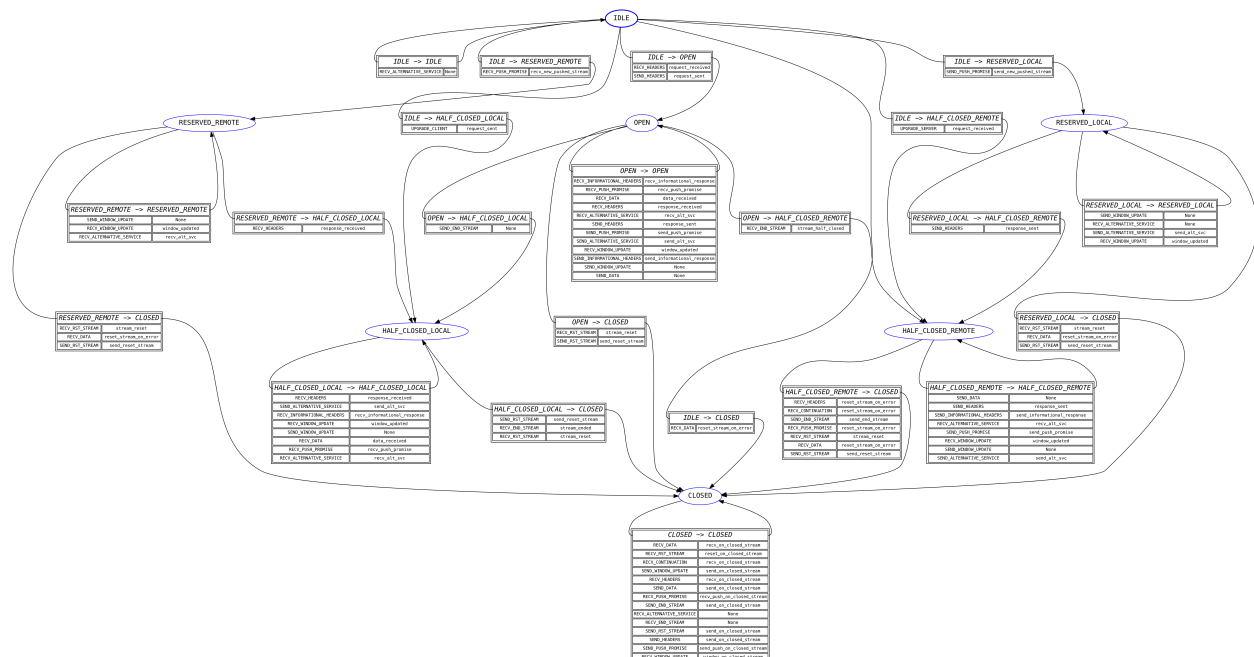 IDLE
IDLE -> IDLE
RECV_ALTERNATIVE_SERVICE None
IDLE -> RESERVED_REMOTE
RECV_PUSH_PROMISE recv_new_pushed_stream
IDLE -> OPEN
RECV_HEADERS request_received
SEND_HEADERS request_sent
IDLE -> RESERVED_LOCAL
SEND_PUSH_PROMISE send_new_pushed_stream
RESERVED_REMOTE
IDLE -> HALF_CLOSED_LOCAL
UPGRADE_CLIENT request_sent
OPEN
IDLE -> HALF_CLOSED_REMOTE
UPGRADE_SERVER request_received
RESERVED_LOCAL
RESERVED_REMOTE -> RESERVED_REMOTE
SEND_WINDOW_UPDATE None
RECV_WINDOW_UPDATE window_updated
RECV_ALTERNATIVE_SERVICE recv_alt_svc
RESERVED_REMOTE -> HALF_CLOSED_LOCAL
RECV_HEADERS response_received
OPEN -> HALF_CLOSED_LOCAL
SEND_END_STREAM None
OPEN -> OPEN
RECV_INFORMATIONAL_HEADERS recv_informational_response
RECV_PUSH_PROMISE recv_push_promise
RECV_DATA data_received
RECV_HEADERS response_received
RECV_ALTERNATIVE_SERVICE recv_alt_svc
SEND_HEADERS response_sent
SEND_PUSH_PROMISE send_push_promise
SEND_ALTERNATIVE_SERVICE send_alt_svc
RECV_WINDOW_UPDATE window_updated
SEND_INFORMATIONAL_HEADERS send_informational_response
SEND_WINDOW_UPDATE None
SEND_DATA None
OPEN -> HALF_CLOSED_REMOTE
RECV_END_STREAM stream_half_closed
RESERVED_LOCAL -> HALF_CLOSED_REMOTE
SEND_HEADERS response_sent
RESERVED_LOCAL -> RESERVED_LOCAL
SEND_WINDOW_UPDATE None
RECV_ALTERNATIVE_SERVICE None
SEND_ALTERNATIVE_SERVICE send_alt_svc
RECV_WINDOW_UPDATE window_updated
RESERVED_REMOTE -> CLOSED
RECV_RST_STREAM stream_reset
RECV_DATA reset_stream_on_error
SEND_RST_STREAM send_reset_stream
HALF_CLOSED_LOCAL
OPEN -> CLOSED
RECV_RST_STREAM stream_reset
SEND_RST_STREAM send_reset_stream
HALF_CLOSED_REMOTE
RESERVED_LOCAL -> CLOSED
RECV_RST_STREAM stream_reset
RECV_DATA reset_stream_on_error
SEND_RST_STREAM send_reset_stream
HALF_CLOSED_LOCAL -> HALF_CLOSED_LOCAL
RECV_HEADERS response_received
SEND_ALTERNATIVE_SERVICE send_alt_svc
RECV_INFORMATIONAL_HEADERS recv_informational_response
RECV_WINDOW_UPDATE window_updated
SEND_WINDOW_UPDATE None
RECV_DATA data_received
RECV_PUSH_PROMISE recv_push_promise
RECV_ALTERNATIVE_SERVICE recv_alt_svc
HALF_CLOSED_LOCAL -> CLOSED
SEND_RST_STREAM send_reset_stream
RECV_END_STREAM stream_ended
RECV_RST_STREAM stream_reset
IDLE -> CLOSED
RECV_DATA reset_stream_on_error
HALF_CLOSED_REMOTE -> CLOSED
RECV_HEADERS reset_stream_on_error
RECV_CONTINUATION reset_stream_on_error
SEND_END_STREAM send_end_stream
RECV_PUSH_PROMISE reset_stream_on_error
RECV_RST_STREAM stream_reset
RECV_DATA reset_stream_on_error
SEND_RST_STREAM send_reset_stream
HALF_CLOSED_REMOTE -> HALF_CLOSED_REMOTE
SEND_DATA None
SEND_HEADERS response_sent
SEND_INFORMATIONAL_HEADERS send_informational_response
RECV_ALTERNATIVE_SERVICE recv_alt_svc
SEND_PUSH_PROMISE send_push_promise
RECV_WINDOW_UPDATE window_updated
SEND_WINDOW_UPDATE None
SEND_ALTERNATIVE_SERVICE send_alt_svc
CLOSED
CLOSED -> CLOSED
RECV_DATA recv_on_closed_stream
RECV_RST_STREAM reset_on_closed_stream
RECV_CONTINUATION recv_on_closed_stream
SEND_WINDOW_UPDATE send_on_closed_stream
RECV_HEADERS recv_on_closed_stream
SEND_DATA send_on_closed_stream
RECV_PUSH_PROMISE recv_push_on_closed_stream
SEND_END_STREAM send_on_closed_stream
RECV_ALTERNATIVE_SERVICE None
RECV_END_STREAM None
SEND_RST_STREAM send_on_closed_stream
SEND_HEADERS send_on_closed_stream
SEND_PUSH_PROMISE send_push_on_closed_stream
RECV_WINDOW_UPDATE window_on_closed_stream